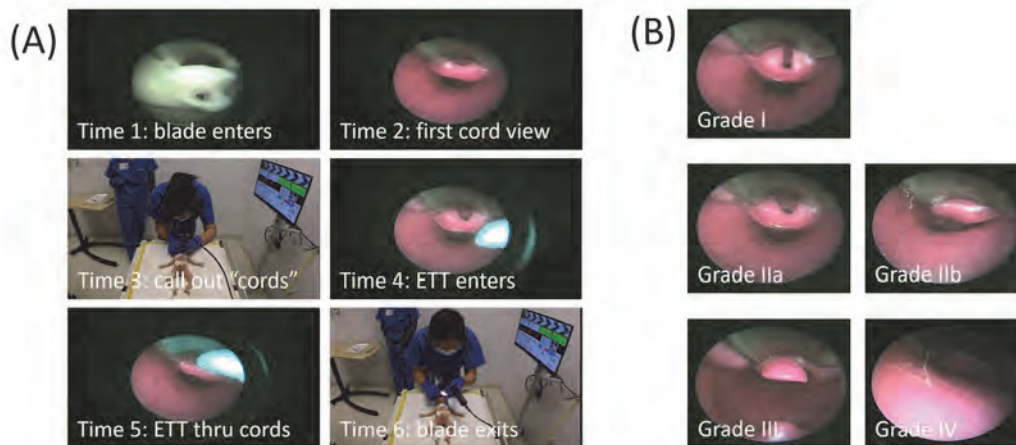 (A)
Time 1: blade enters
Time 2: first cord view
Time 3: call out “cords”
Time 4: ETT enters
Time 5: ETT thru cords
Time 6: blade exits
(B)
Grade I
Grade IIa
Grade IIb
Grade III
Grade IV